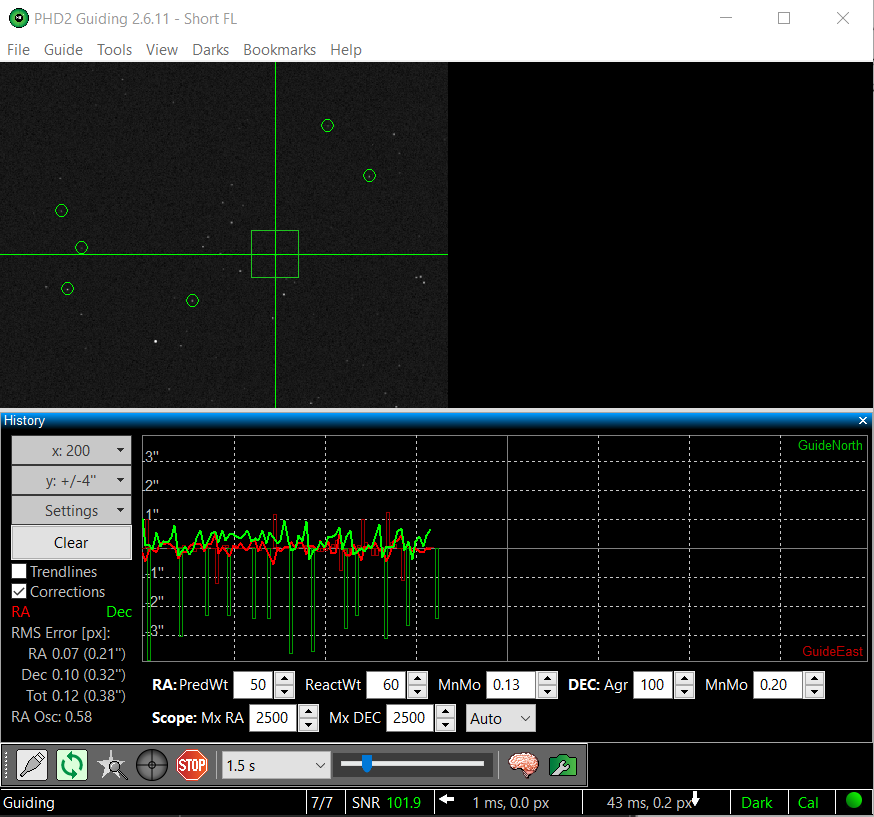 PHD2 Guiding 2.6.11 - Short FL
File Guide Tools View Darks Bookmarks Help
History
x: 200
y: +/-4"
Settings
Clear
Trendlines
Corrections
RA Dec
RMS Error [px]:
RA 0.07 (0.21")
Dec 0.10 (0.32")
Tot 0.12 (0.38")
RA Osc: 0.58
GuideNorth
3"
2"
1"
-1"
-2"
-3"
GuideEast
RA: PredWt 50 ReactWt 60 MnMo 0.13 DEC: Agr 100 MnMo 0.20
Scope: Mx RA 2500 Mx DEC 2500 Auto
STOP 1.5 s
Guiding 7/7 SNR 101.9 1 ms, 0.0 px 43 ms, 0.2 px Dark Cal